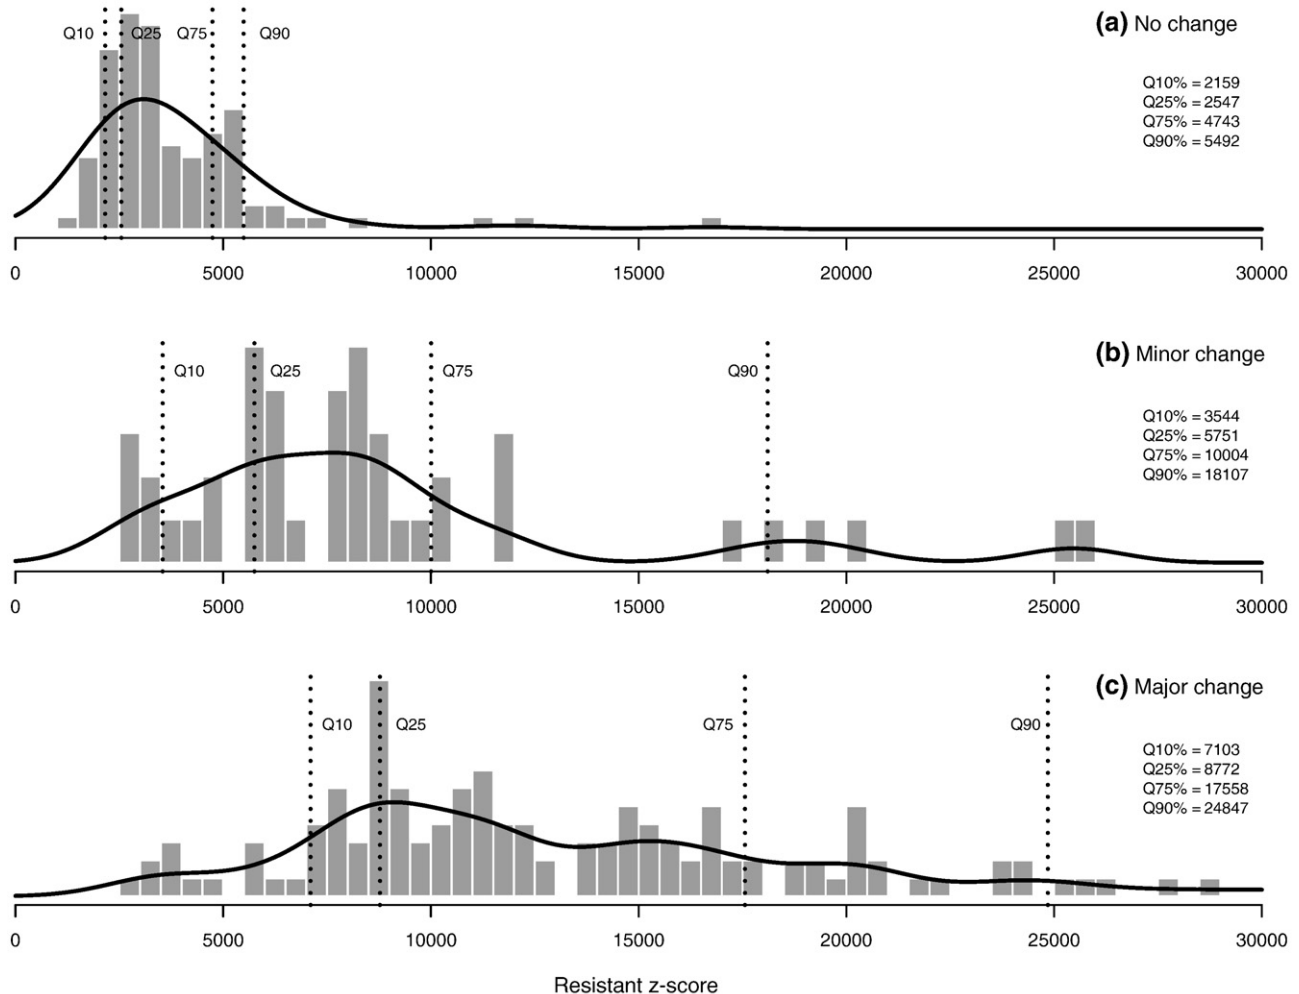 (a) No change
Q10 Q25 Q75 Q90
Q10% = 2159
Q25% = 2547
Q75% = 4743
Q90% = 5492
0 5000 10000 15000 20000 25000 30000
(b) Minor change
Q10 Q25 Q75 Q90
Q10% = 3544
Q25% = 5751
Q75% = 10004
Q90% = 18107
0 5000 10000 15000 20000 25000 30000
(c) Major change
Q10 Q25 Q75 Q90
Q10% = 7103
Q25% = 8772
Q75% = 17558
Q90% = 24847
0 5000 10000 15000 20000 25000 30000
Resistant z-score